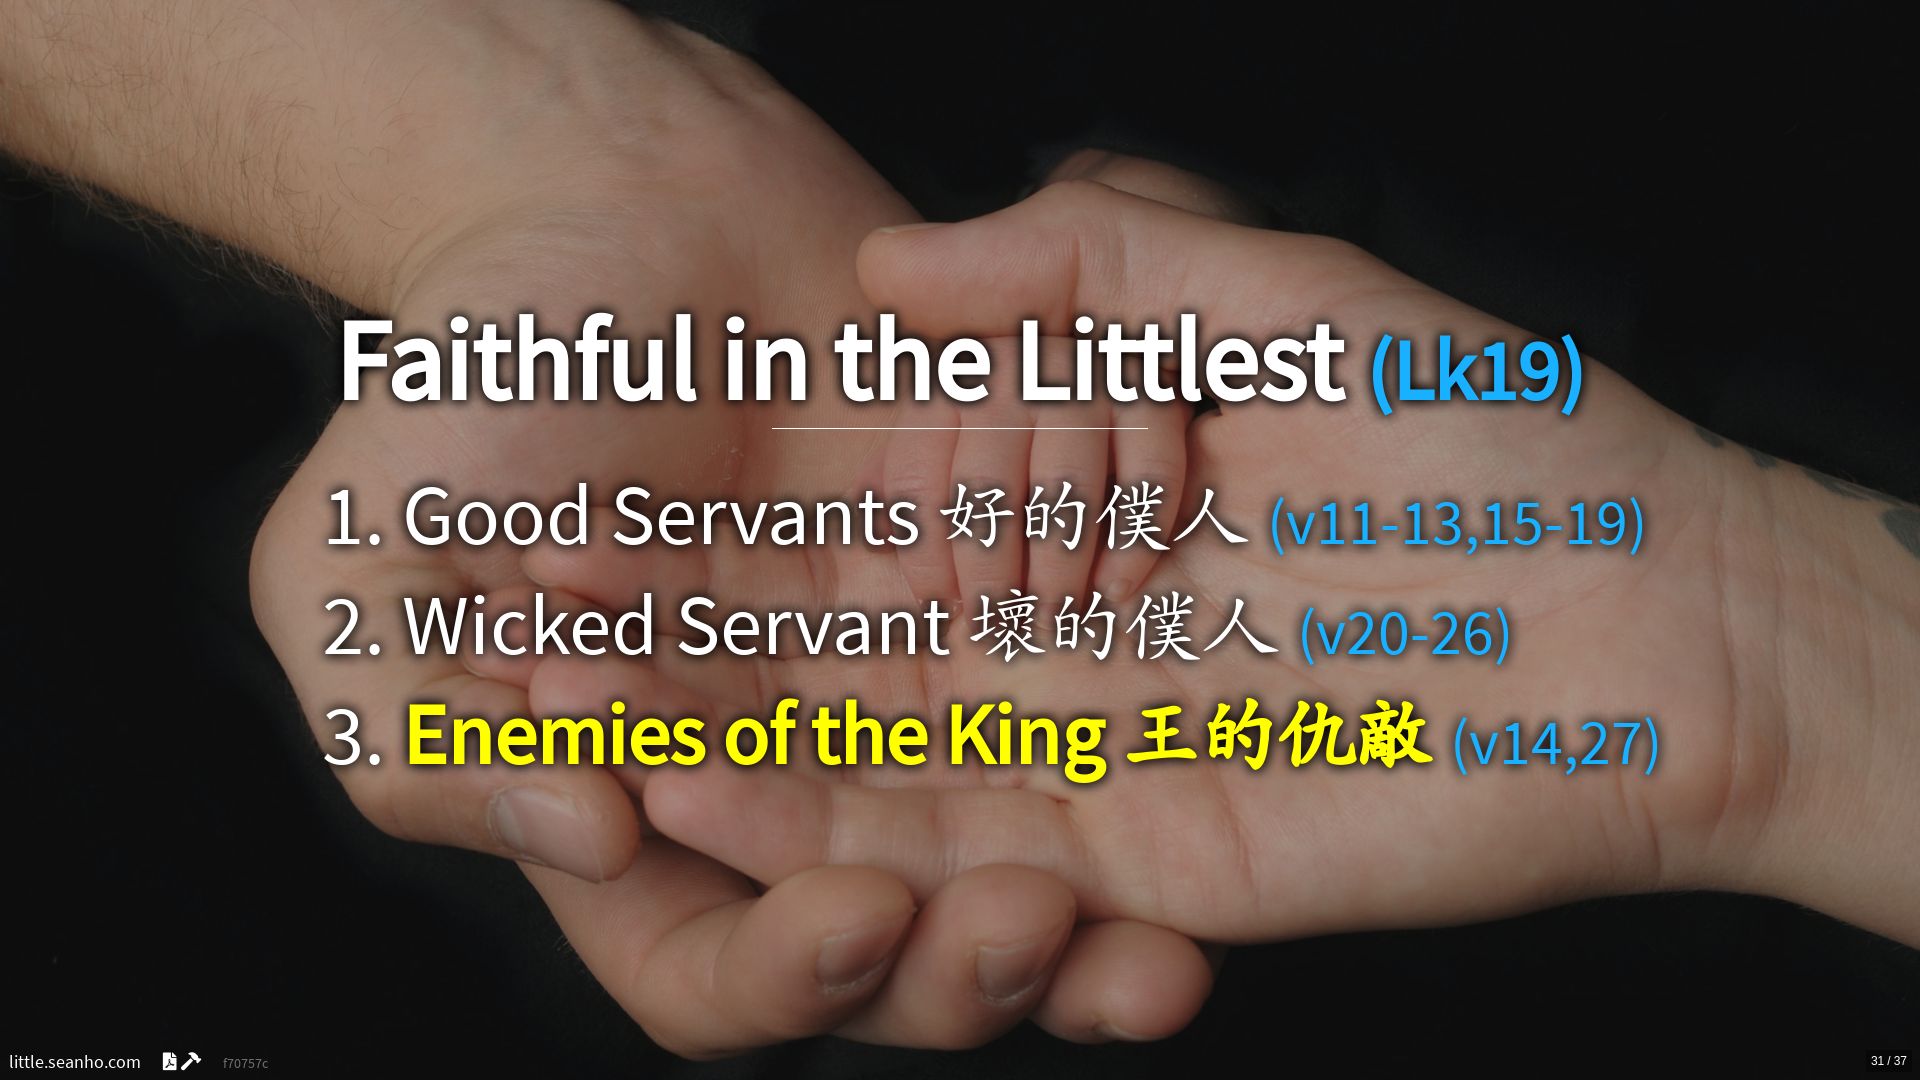 Faithful in the Littlest (Lk19)
1. Good Servants 好的僕人 (v11-13,15-19)
2. Wicked Servant 壞的僕人 (v20-26)
3. Enemies of the King 王的仇敵 (v14,27)
little.seanho.com f70757c
31 / 37